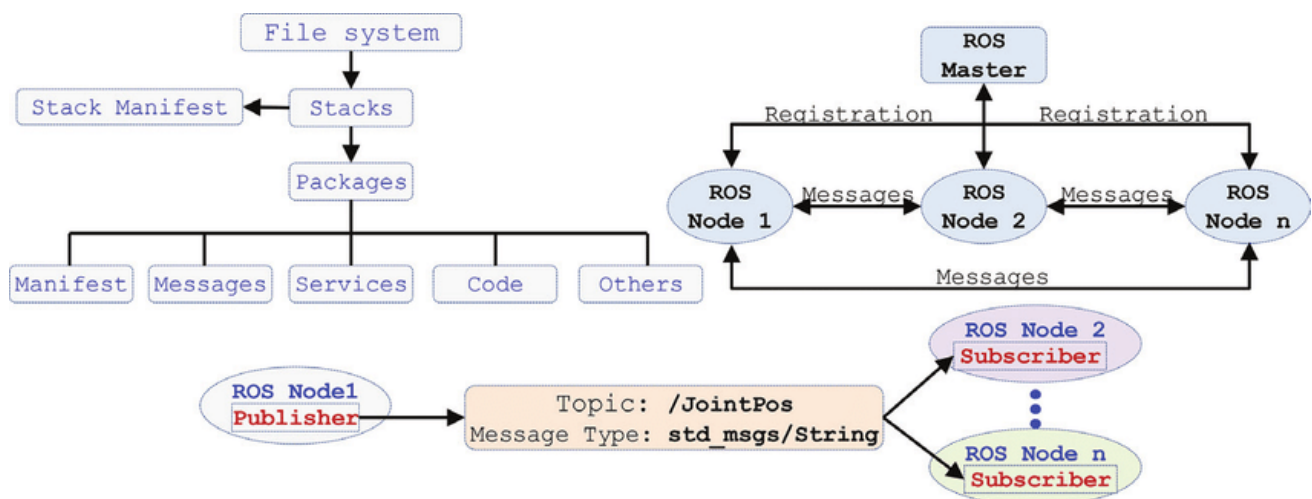 File system
Stack Manifest
Stacks
Packages
Manifest
Messages
Services
Code
Others
ROS
Master
Registration
Registration
ROS
Node 1
Messages
ROS
Node 2
Messages
ROS
Node n
Messages
ROS Node1
Publisher
Topic: /JointPos
Message Type: std_msgs/String
ROS Node 2
Subscriber
ROS Node n
Subscriber